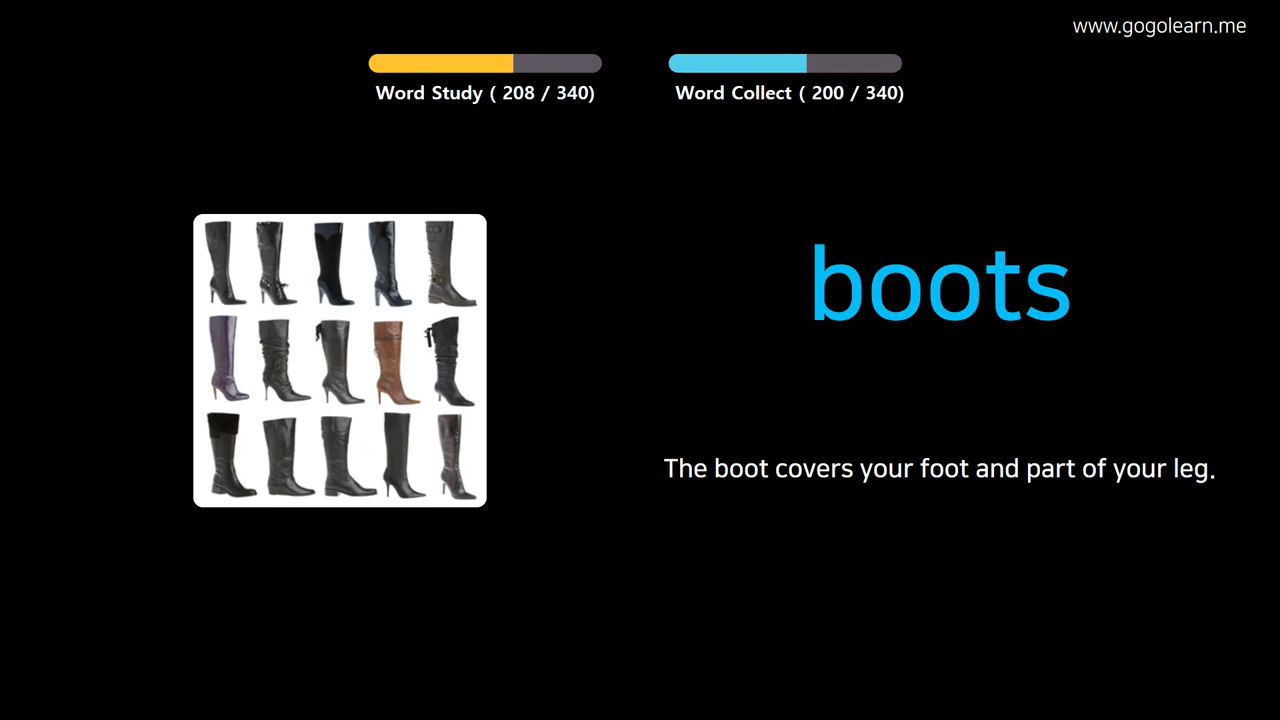 www.gogolearn.me
Word Study ( 208 / 340)
Word Collect ( 200 / 340)
boots
The boot covers your foot and part of your leg.